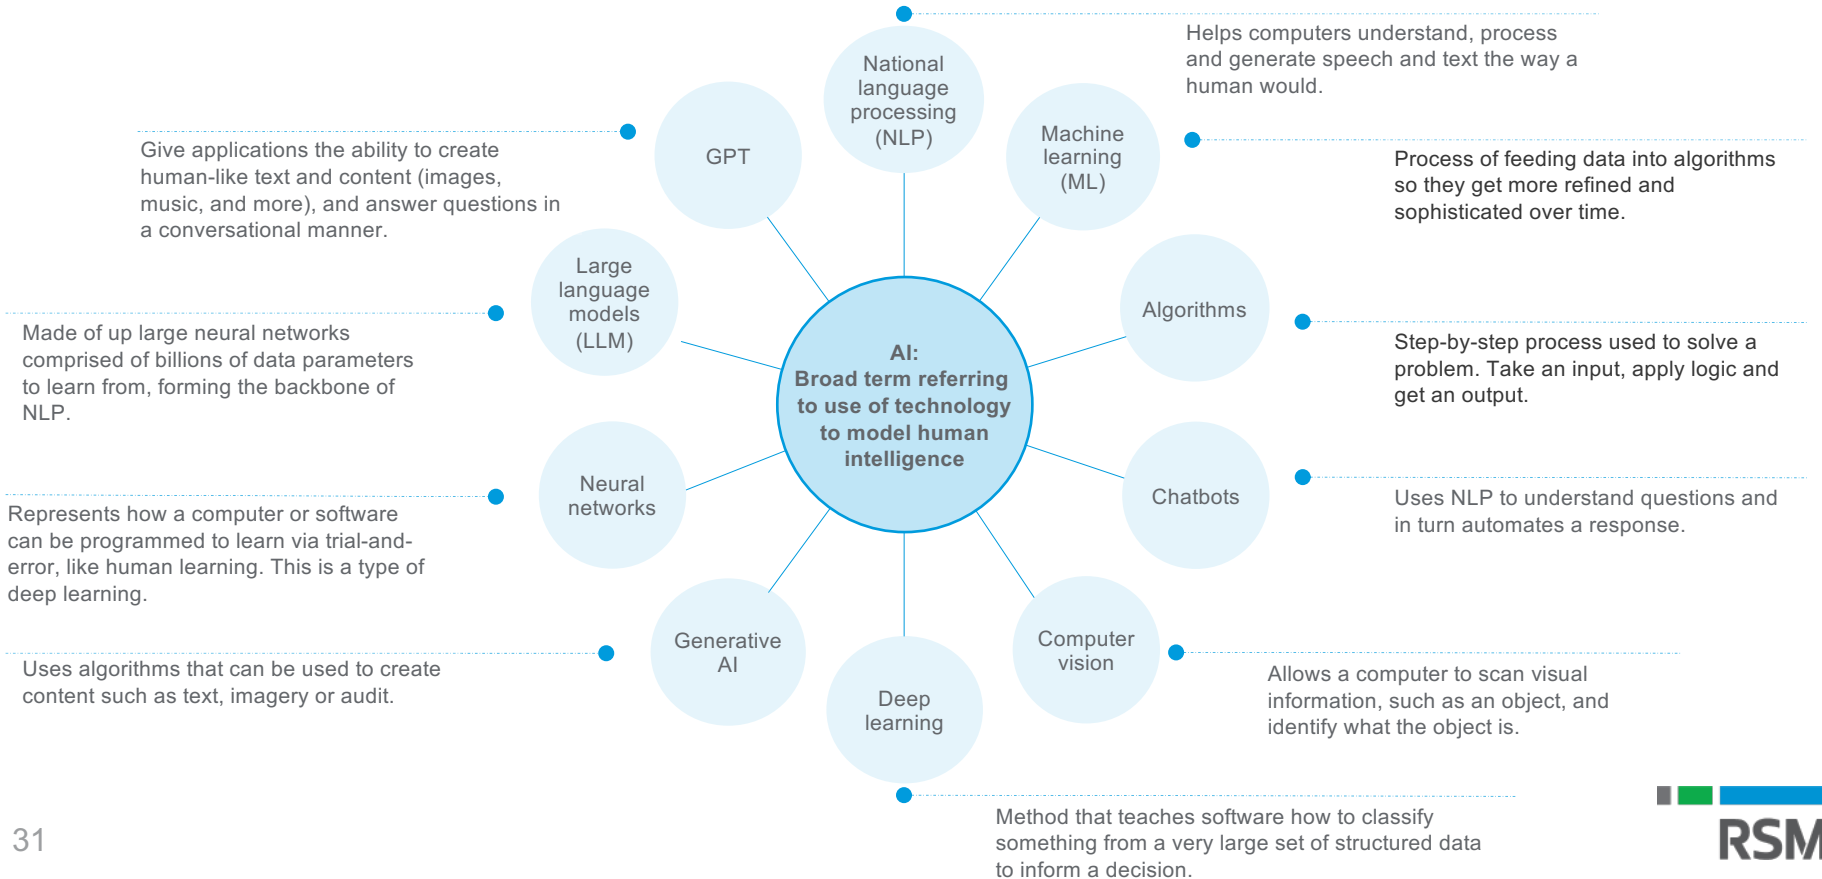 National
language
processing
(NLP)
Helps computers understand, process
and generate speech and text the way a
human would.
Machine
learning
(ML)
Process of feeding data into algorithms
so they get more refined and
sophisticated over time.
Algorithms
Step-by-step process used to solve a
problem. Take an input, apply logic and
get an output.
Chatbots
Uses NLP to understand questions and
in turn automates a response.
Computer
vision
Allows a computer to scan visual
information, such as an object, and
identify what the object is.
Deep
learning
Method that teaches software how to classify
something from a very large set of structured data
to inform a decision.
Generative
AI
Uses algorithms that can be used to create
content such as text, imagery or audit.
Neural
networks
Represents how a computer or software
can be programmed to learn via trial-and-
error, like human learning. This is a type of
deep learning.
Large
language
models
(LLM)
Made of up large neural networks
comprised of billions of data parameters
to learn from, forming the backbone of
NLP.
GPT
Give applications the ability to create
human-like text and content (images,
music, and more), and answer questions in
a conversational manner.
AI:
Broad term referring
to use of technology
to model human
intelligence
31
RSM